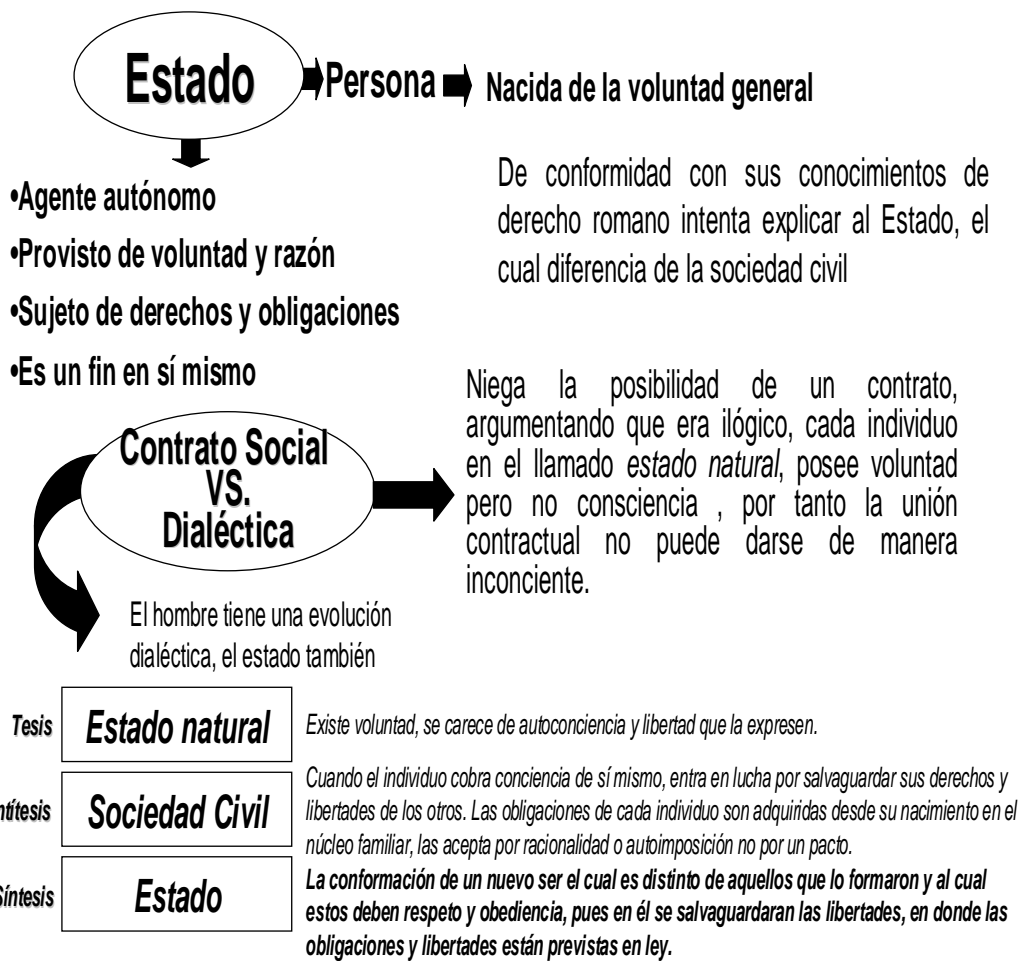 Estado Persona Nacida de la voluntad general
•Agente autónomo
•Provisto de voluntad y razón
•Sujeto de derechos y obligaciones
•Es un fin en sí mismo
De conformidad con sus conocimientos de
derecho romano intenta explicar al Estado, el
cual diferencia de la sociedad civil
Contrato Social
VS.
Dialéctica
Niega la posibilidad de un contrato,
argumentando que era ilógico, cada individuo
en el llamado estado natural, posee voluntad
pero no consciencia , por tanto la unión
contractual no puede darse de manera
inconciente.
El hombre tiene una evolución
dialéctica, el estado también
Tesis Estado natural Existe voluntad, se carece de autoconciencia y libertad que la expresen.
ntítesis Sociedad Civil
Cuando el individuo cobra conciencia de sí mismo, entra en lucha por salvaguardar sus derechos y
libertades de los otros. Las obligaciones de cada individuo son adquiridas desde su nacimiento en el
núcleo familiar, las acepta por racionalidad o autoimposición no por un pacto.
Síntesis Estado
La conformación de un nuevo ser el cual es distinto de aquellos que lo formaron y al cual
estos deben respeto y obediencia, pues en él se salvaguardaran las libertades, en donde las
obligaciones y libertades están previstas en ley.